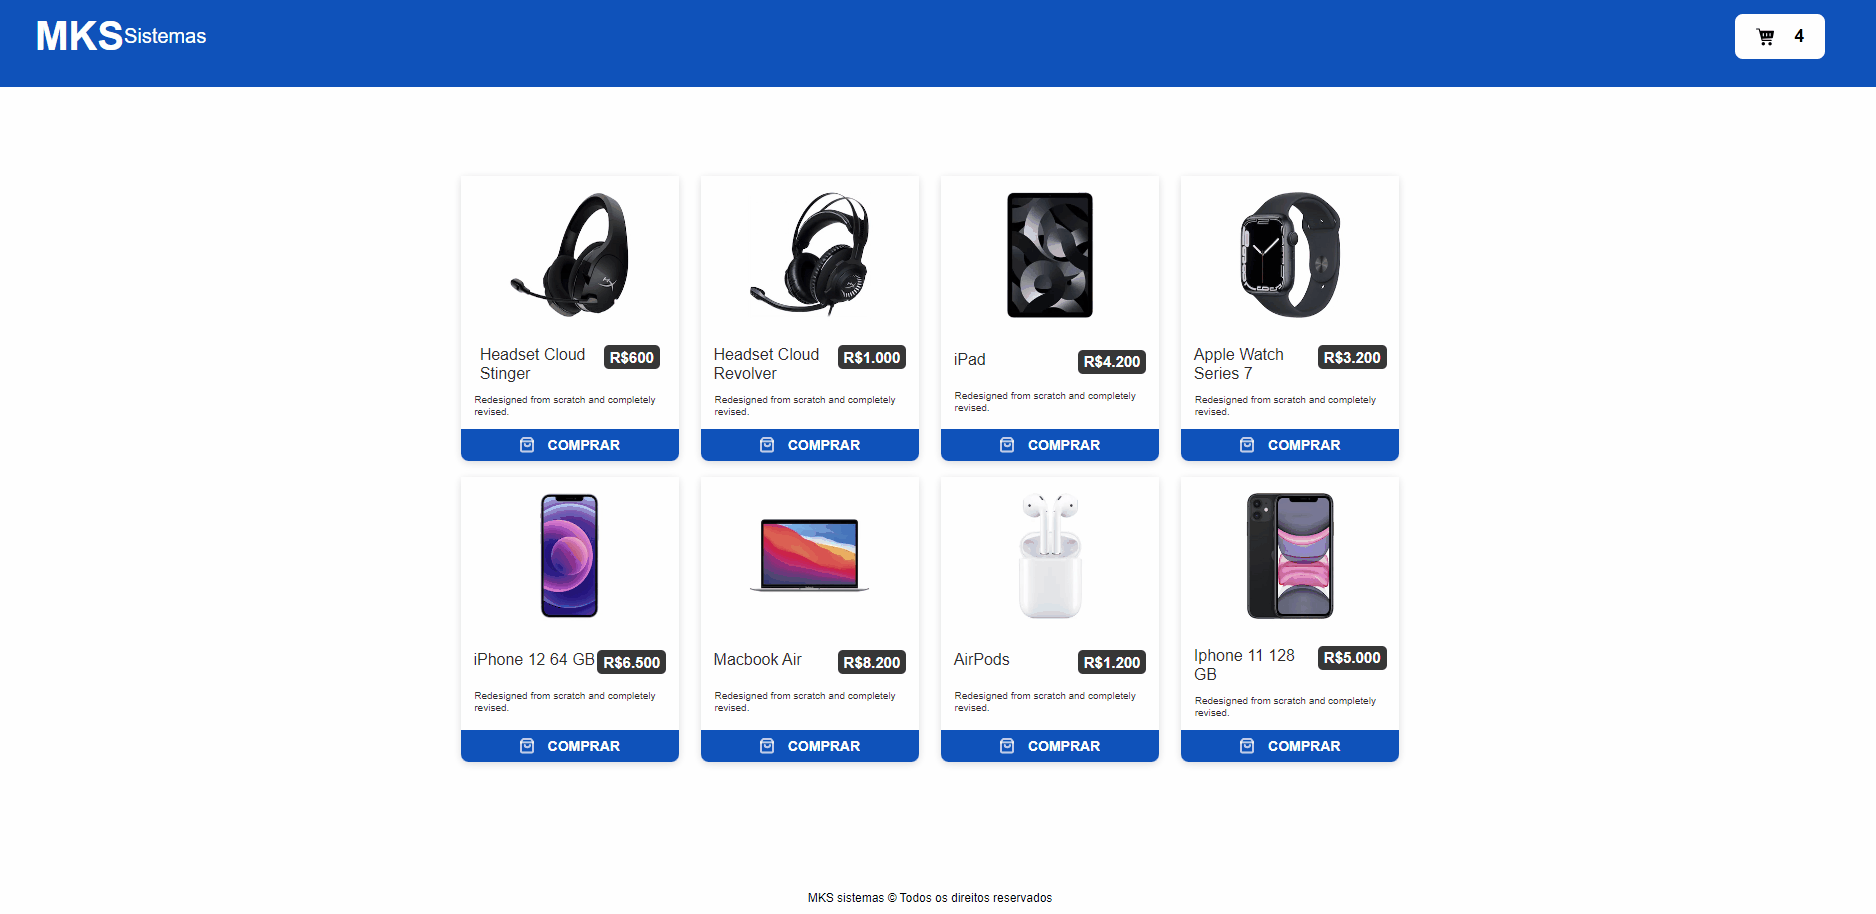 MKS Sistemas
4
Headset Cloud
Stinger
R$600
Redesigned from scratch and completely
revised.
COMPRAR
Headset Cloud
Revolver
R$1.000
Redesigned from scratch and completely
revised.
COMPRAR
iPad
R$4.200
Redesigned from scratch and completely
revised.
COMPRAR
Apple Watch
Series 7
R$3.200
Redesigned from scratch and completely
revised.
COMPRAR
iPhone 12 64 GB
R$6.500
Redesigned from scratch and completely
revised.
COMPRAR
Macbook Air
R$8.200
Redesigned from scratch and completely
revised.
COMPRAR
AirPods
R$1.200
Redesigned from scratch and completely
revised.
COMPRAR
Iphone 11 128
GB
R$5.000
Redesigned from scratch and completely
revised.
COMPRAR
MKS sistemas © Todos os direitos reservados